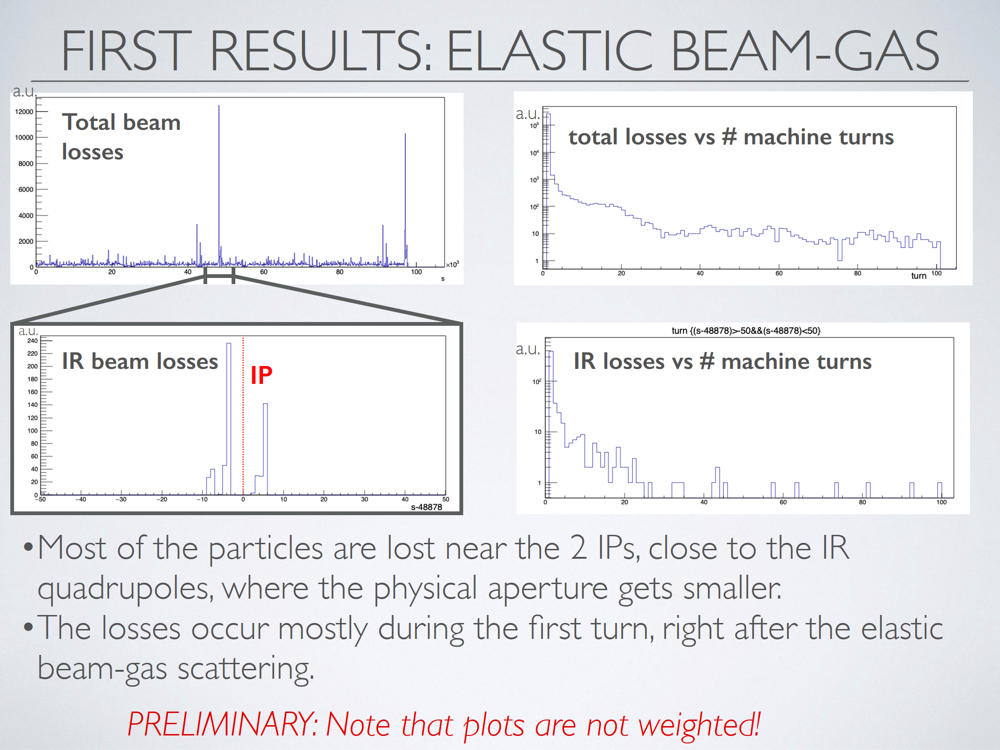 FIRST RESULTS: ELASTIC BEAM-GAS
a.u.
Total beam
losses
12000
10000
8000
6000
4000
2000
0
0 20 40 60 80 100
×10³
s
a.u.
total losses vs # machine turns
10⁵
10⁴
10³
10²
10
1
0 20 40 60 80 100
turn
a.u.
IR beam losses
IP
240
220
200
180
160
140
120
100
80
60
40
20
0
−50 −40 −30 −20 −10 0 10 20 30 40 50
s-48878
turn {(s-48878)>-50&&(s-48878)<50}
a.u.
IR losses vs # machine turns
10²
10
1
0 20 40 60 80 100
•Most of the particles are lost near the 2 IPs, close to the IR
quadrupoles, where the physical aperture gets smaller.
•The losses occur mostly during the first turn, right after the elastic
beam-gas scattering.
PRELIMINARY: Note that plots are not weighted!